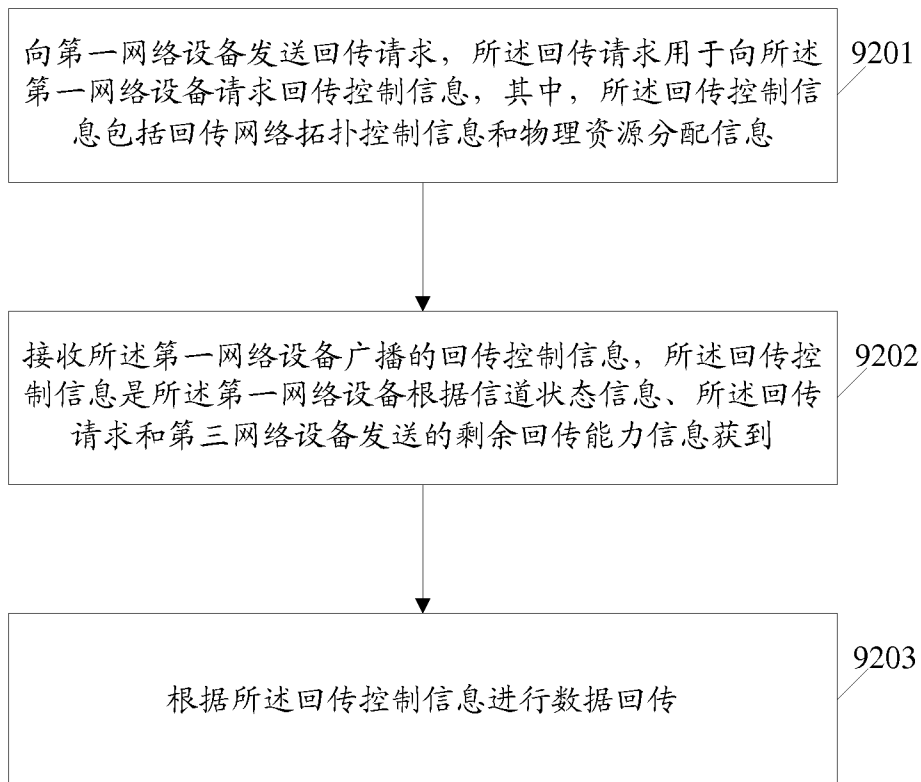 向第一网络设备发送回传请求，所述回传请求用于向所述
第一网络设备请求回传控制信息，其中，所述回传控制信
息包括回传网络拓扑控制信息和物理资源分配信息
9201
接收所述第一网络设备广播的回传控制信息，所述回传控
制信息是所述第一网络设备根据信道状态信息、所述回传
请求和第三网络设备发送的剩余回传能力信息获到
9202
根据所述回传控制信息进行数据回传
9203